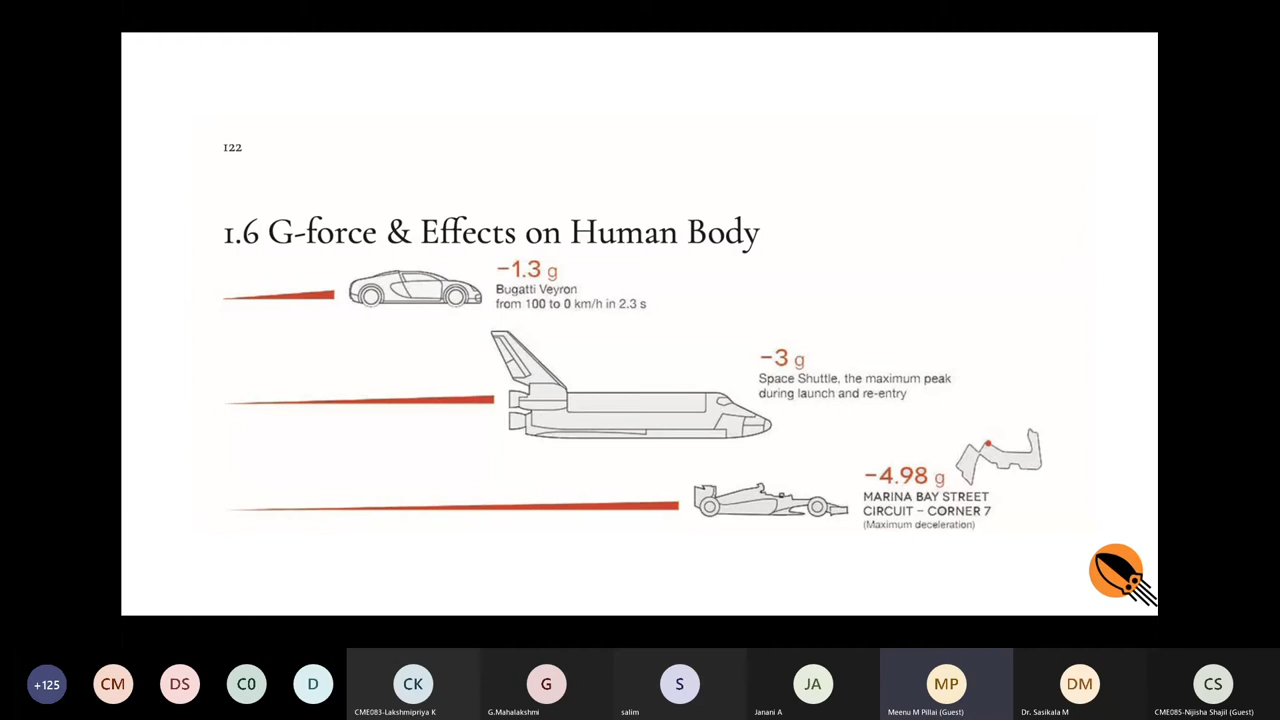 122
1.6 G-force & Effects on Human Body
−1.3 g
Bugatti Veyron
from 100 to 0 km/h in 2.3 s
−3 g
Space Shuttle, the maximum peak
during launch and re-entry
−4.98 g
MARINA BAY STREET
CIRCUIT – CORNER 7
(Maximum deceleration)
+125
CM
DS
C0
D
CK
G
S
JA
MP
DM
CS
CME083-Lakshmipriya K
G.Mahalakshmi
salim
Janani A
Meenu M Pillai (Guest)
Dr. Sasikala M
CME085-Nijisha Shajil (Guest)